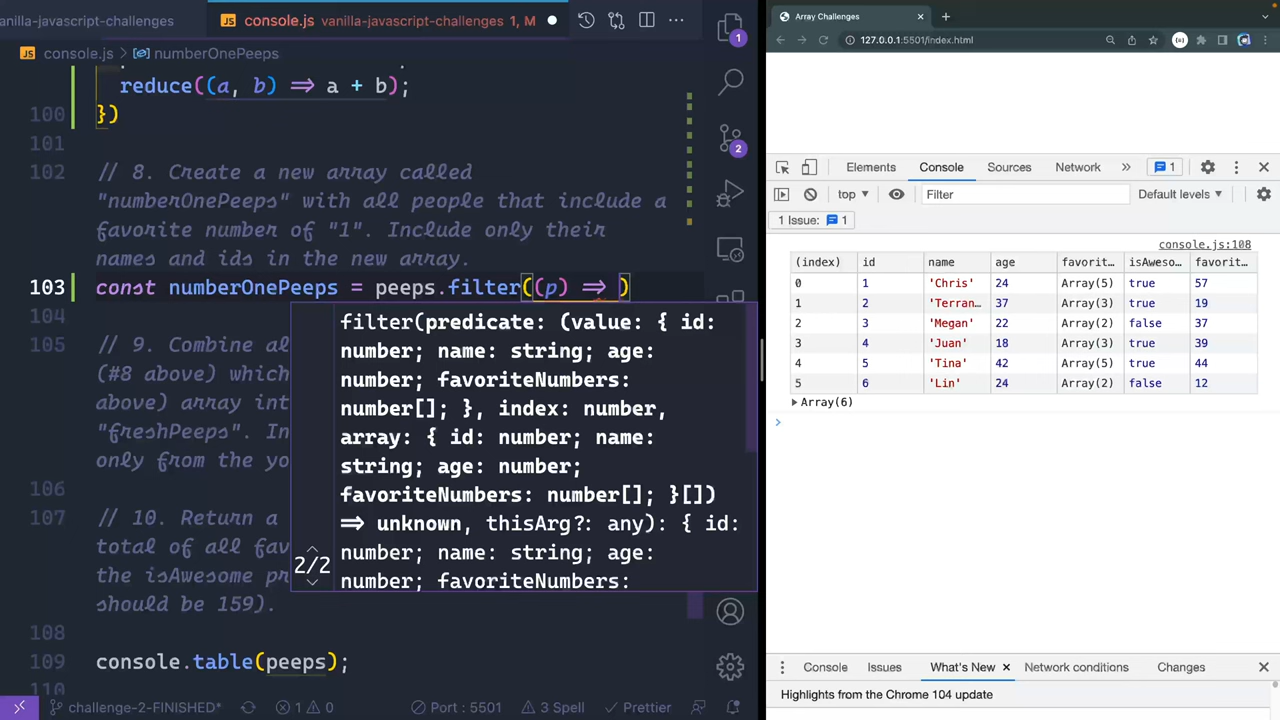 vanilla-javascript-challenges
JS console.js vanilla-javascript-challenges 1, M
JS console.js > numberOnePeeps
reduce((a, b) => a + b);
100 })
101
102 // 8. Create a new array called
"numberOnePeeps" with all people that include a
favorite number of "1". Include only their
names and ids in the new array.
103 const numberOnePeeps = peeps.filter((p) => )
104
105 // 9. Combine al
(#8 above) which
above) array int
"freshPeeps". In
only from the yo
106
107 // 10. Return a
total of all fav
the isAwesome pr
should be 159).
108
109 console.table(peeps);
110
filter(predicate: (value: { id:
number; name: string; age:
number; favoriteNumbers:
number[]; }, index: number,
array: { id: number; name:
string; age: number;
favoriteNumbers: number[]; }[])
=> unknown, thisArg?: any): { id:
number; name: string; age:
number; favoriteNumbers:
2/2
1
2
challenge-2-FINISHED* 1 0 Port : 5501 3 Spell Prettier
Array Challenges
127.0.0.1:5501/index.html
Elements Console Sources Network » 1
top Filter Default levels
1 Issue: 1
console.js:108
(index) id name age favorit... isAweso... favorit...
0 1 'Chris' 24 Array(5) true 57
1 2 'Terran... 37 Array(3) true 19
2 3 'Megan' 22 Array(2) false 37
3 4 'Juan' 18 Array(3) true 39
4 5 'Tina' 42 Array(5) true 44
5 6 'Lin' 24 Array(2) false 12
Array(6)
Console Issues What's New Network conditions Changes
Highlights from the Chrome 104 update